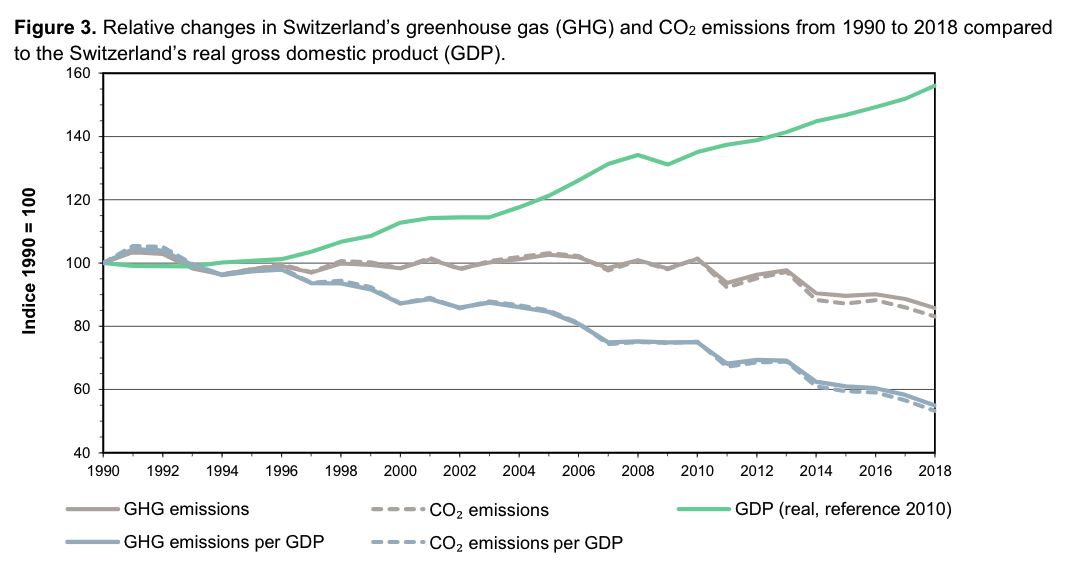 Figure 3. Relative changes in Switzerland's greenhouse gas (GHG) and CO₂ emissions from 1990 to 2018 compared
to the Switzerland's real gross domestic product (GDP).
160
140
120
100
80
60
40
Indice 1990 = 100
1990 1992 1994 1996 1998 2000 2002 2004 2006 2008 2010 2012 2014 2016 2018
GHG emissions CO₂ emissions GDP (real, reference 2010)
GHG emissions per GDP CO₂ emissions per GDP